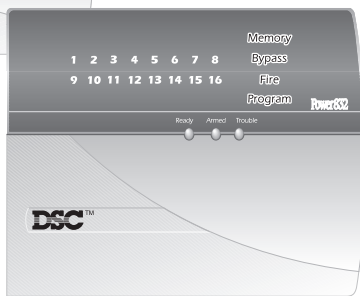 Memory
1 2 3 4 5 6 7 8 Bypass
9 10 11 12 13 14 15 16 Fire
Program
Power832
Ready Armed Trouble
DSC™